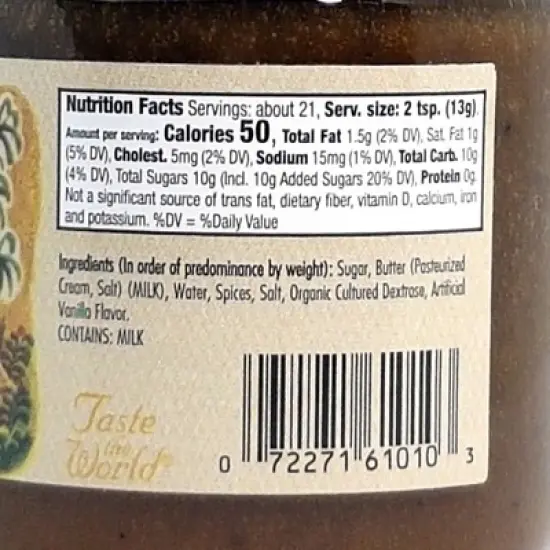 Nutrition Facts Servings: about 21, Serv. size: 2 tsp. (13g)
Amount per serving: Calories 50, Total Fat 1.5g (2% DV), Sat. Fat 1g
(5% DV), Cholest. 5mg (2% DV), Sodium 15mg (1% DV), Total Carb. 10g
(4% DV), Total Sugars 10g (Incl. 10g Added Sugars 20% DV), Protein 0g.
Not a significant source of trans fat, dietary fiber, vitamin D, calcium, iron
and potassium. %DV = %Daily Value
Ingredients (In order of predominance by weight): Sugar, Butter (Pasteurized
Cream, Salt) (MILK), Water, Spices, Salt, Organic Cultured Dextrose, Artificial
Vanilla Flavor.
CONTAINS: MILK
Taste
the
World
0 72271 61010 3